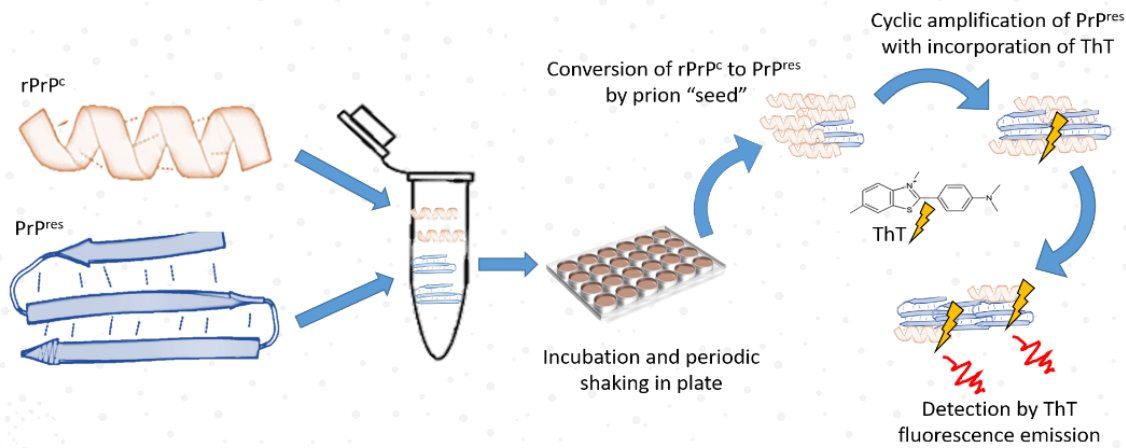 rPrPᶜ
PrPʳᵉˢ
Incubation and periodic
shaking in plate
Conversion of rPrPᶜ to PrPʳᵉˢ
by prion “seed”
Cyclic amplification of PrPʳᵉˢ
with incorporation of ThT
N⁺
S
N
ThT
Detection by ThT
fluorescence emission